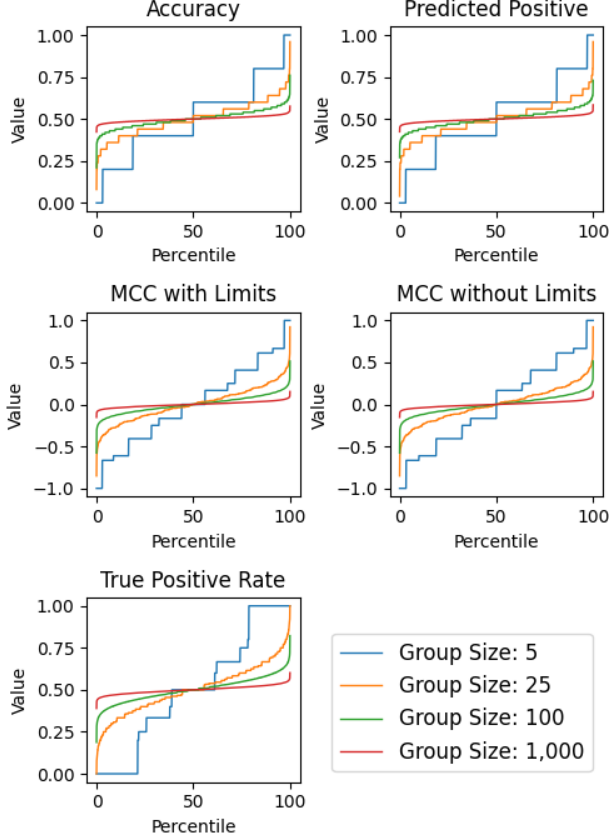 Accuracy
Predicted Positive
1.00
0.75
0.50
0.25
0.00
Value
0
100
Percentile
1.00
0.75
0.50
0.25
0.00
Value
0
50
100
Percentile
MCC with Limits
MCC without Limits
1.0
0.5
0.0
−0.5
−1.0
Value
0
50
100
Percentile
1.0
0.5
0.0
−0.5
−1.0
Value
0
50
100
Percentile
True Positive Rate
1.00
0.75
0.50
0.25
0.00
Value
0
50
100
Percentile
Group Size: 5
Group Size: 25
Group Size: 100
Group Size: 1,000